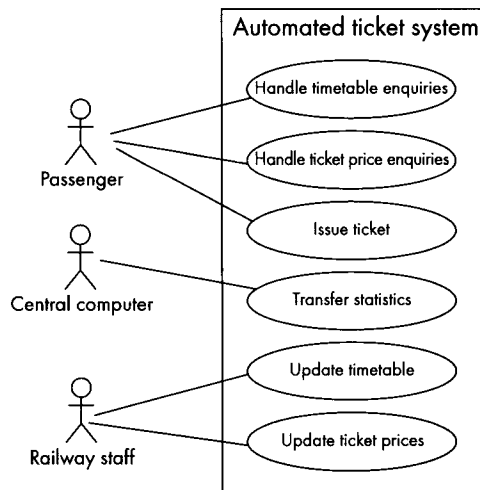 Automated ticket system
Handle timetable enquiries
Handle ticket price enquiries
Passenger
Issue ticket
Central computer
Transfer statistics
Update timetable
Update ticket prices
Railway staff